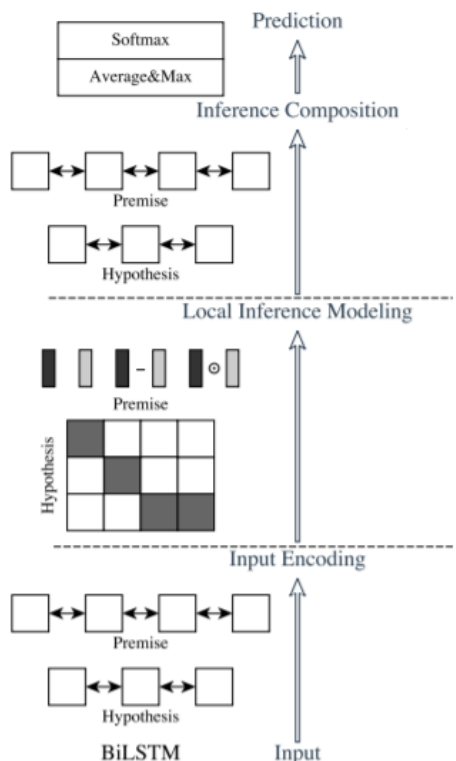 Prediction
Softmax
Average&Max
Inference Composition
Premise
Hypothesis
Local Inference Modeling
−
⊙
Premise
Hypothesis
Input Encoding
Premise
Hypothesis
BiLSTM
Input